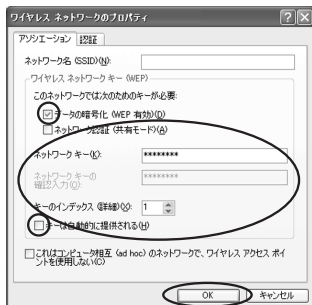 ワイヤレス ネットワークのプロパティ
アソシエーション 認証
ネットワーク名 (SSID)(N):
ワイヤレス ネットワーク キー (WEP)
このネットワークでは次のためのキーが必要:
データの暗号化 (WEP 有効)(D)
ネットワーク認証 (共有モード)(A)
ネットワーク キー(K): ********
ネットワーク キーの
確認入力(O): ********
キーのインデックス (詳細)(X): 1
キーは自動的に提供される(H)
これはコンピュータ相互 (ad hoc) のネットワークで、ワイヤレス アクセス ポイ
ントを使用しない(C)
OK キャンセル